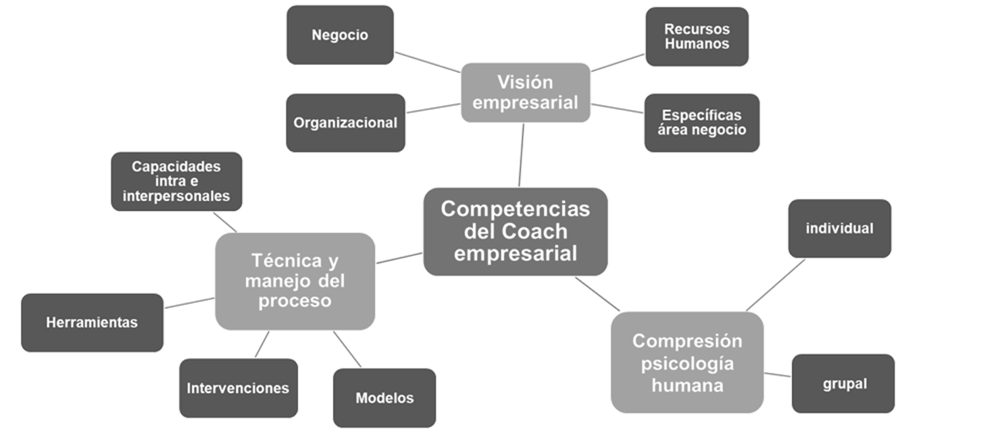 Negocio
Recursos
Humanos
Visión
empresarial
Organizacional
Específicas
área negocio
Capacidades
intra e
interpersonales
Competencias
del Coach
empresarial
individual
Técnica y
manejo del
proceso
Herramientas
Compresión
psicología
humana
Intervenciones
Modelos
grupal